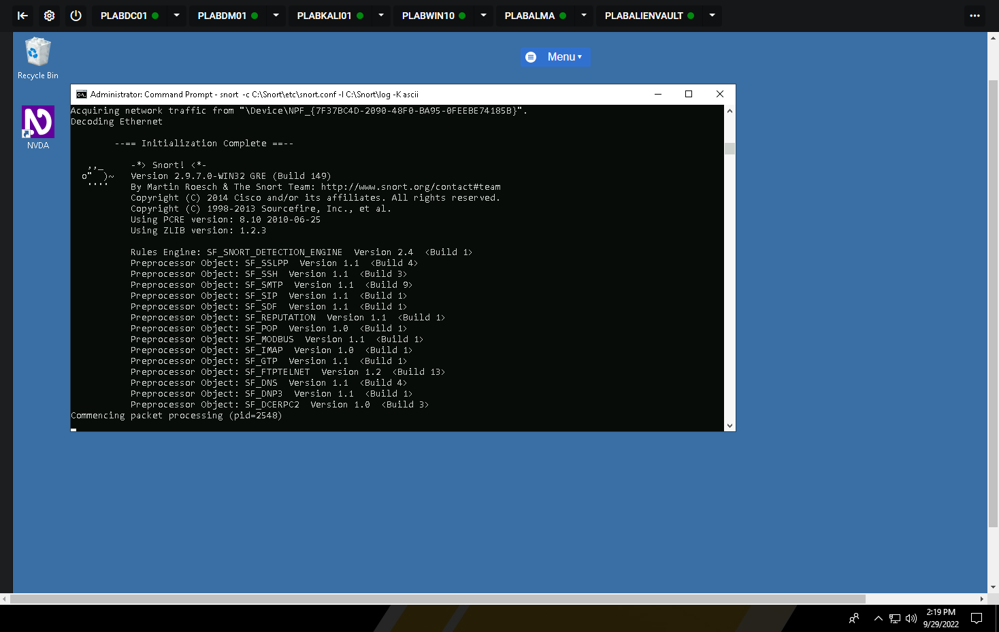 PLABDC01
PLABDM01
PLABKALI01
PLABWIN10
PLABALMA
PLABALIENVAULT
Recycle Bin
Menu
NVDA
Administrator: Command Prompt - snort  -c C:\Snort\etc\snort.conf -l C:\Snort\log -K ascii
Acquiring network traffic from "\Device\NPF_{7F37BC4D-2090-48F0-BA95-0FEEBE74185B}".
Decoding Ethernet
--== Initialization Complete ==--
,,_     -*> Snort! <*-
o"  )~   Version 2.9.7.0-WIN32 GRE (Build 149)
''''    By Martin Roesch & The Snort Team: http://www.snort.org/contact#team
Copyright (C) 2014 Cisco and/or its affiliates. All rights reserved.
Copyright (C) 1998-2013 Sourcefire, Inc., et al.
Using PCRE version: 8.10 2010-06-25
Using ZLIB version: 1.2.3
Rules Engine: SF_SNORT_DETECTION_ENGINE  Version 2.4  <Build 1>
Preprocessor Object: SF_SSLPP  Version 1.1  <Build 4>
Preprocessor Object: SF_SSH  Version 1.1  <Build 3>
Preprocessor Object: SF_SMTP  Version 1.1  <Build 9>
Preprocessor Object: SF_SIP  Version 1.1  <Build 1>
Preprocessor Object: SF_SDF  Version 1.1  <Build 1>
Preprocessor Object: SF_REPUTATION  Version 1.1  <Build 1>
Preprocessor Object: SF_POP  Version 1.0  <Build 1>
Preprocessor Object: SF_MODBUS  Version 1.1  <Build 1>
Preprocessor Object: SF_IMAP  Version 1.0  <Build 1>
Preprocessor Object: SF_GTP  Version 1.1  <Build 1>
Preprocessor Object: SF_FTPTELNET  Version 1.2  <Build 13>
Preprocessor Object: SF_DNS  Version 1.1  <Build 4>
Preprocessor Object: SF_DNP3  Version 1.1  <Build 1>
Preprocessor Object: SF_DCERPC2  Version 1.0  <Build 3>
Commencing packet processing (pid=2548)
2:19 PM
9/29/2022